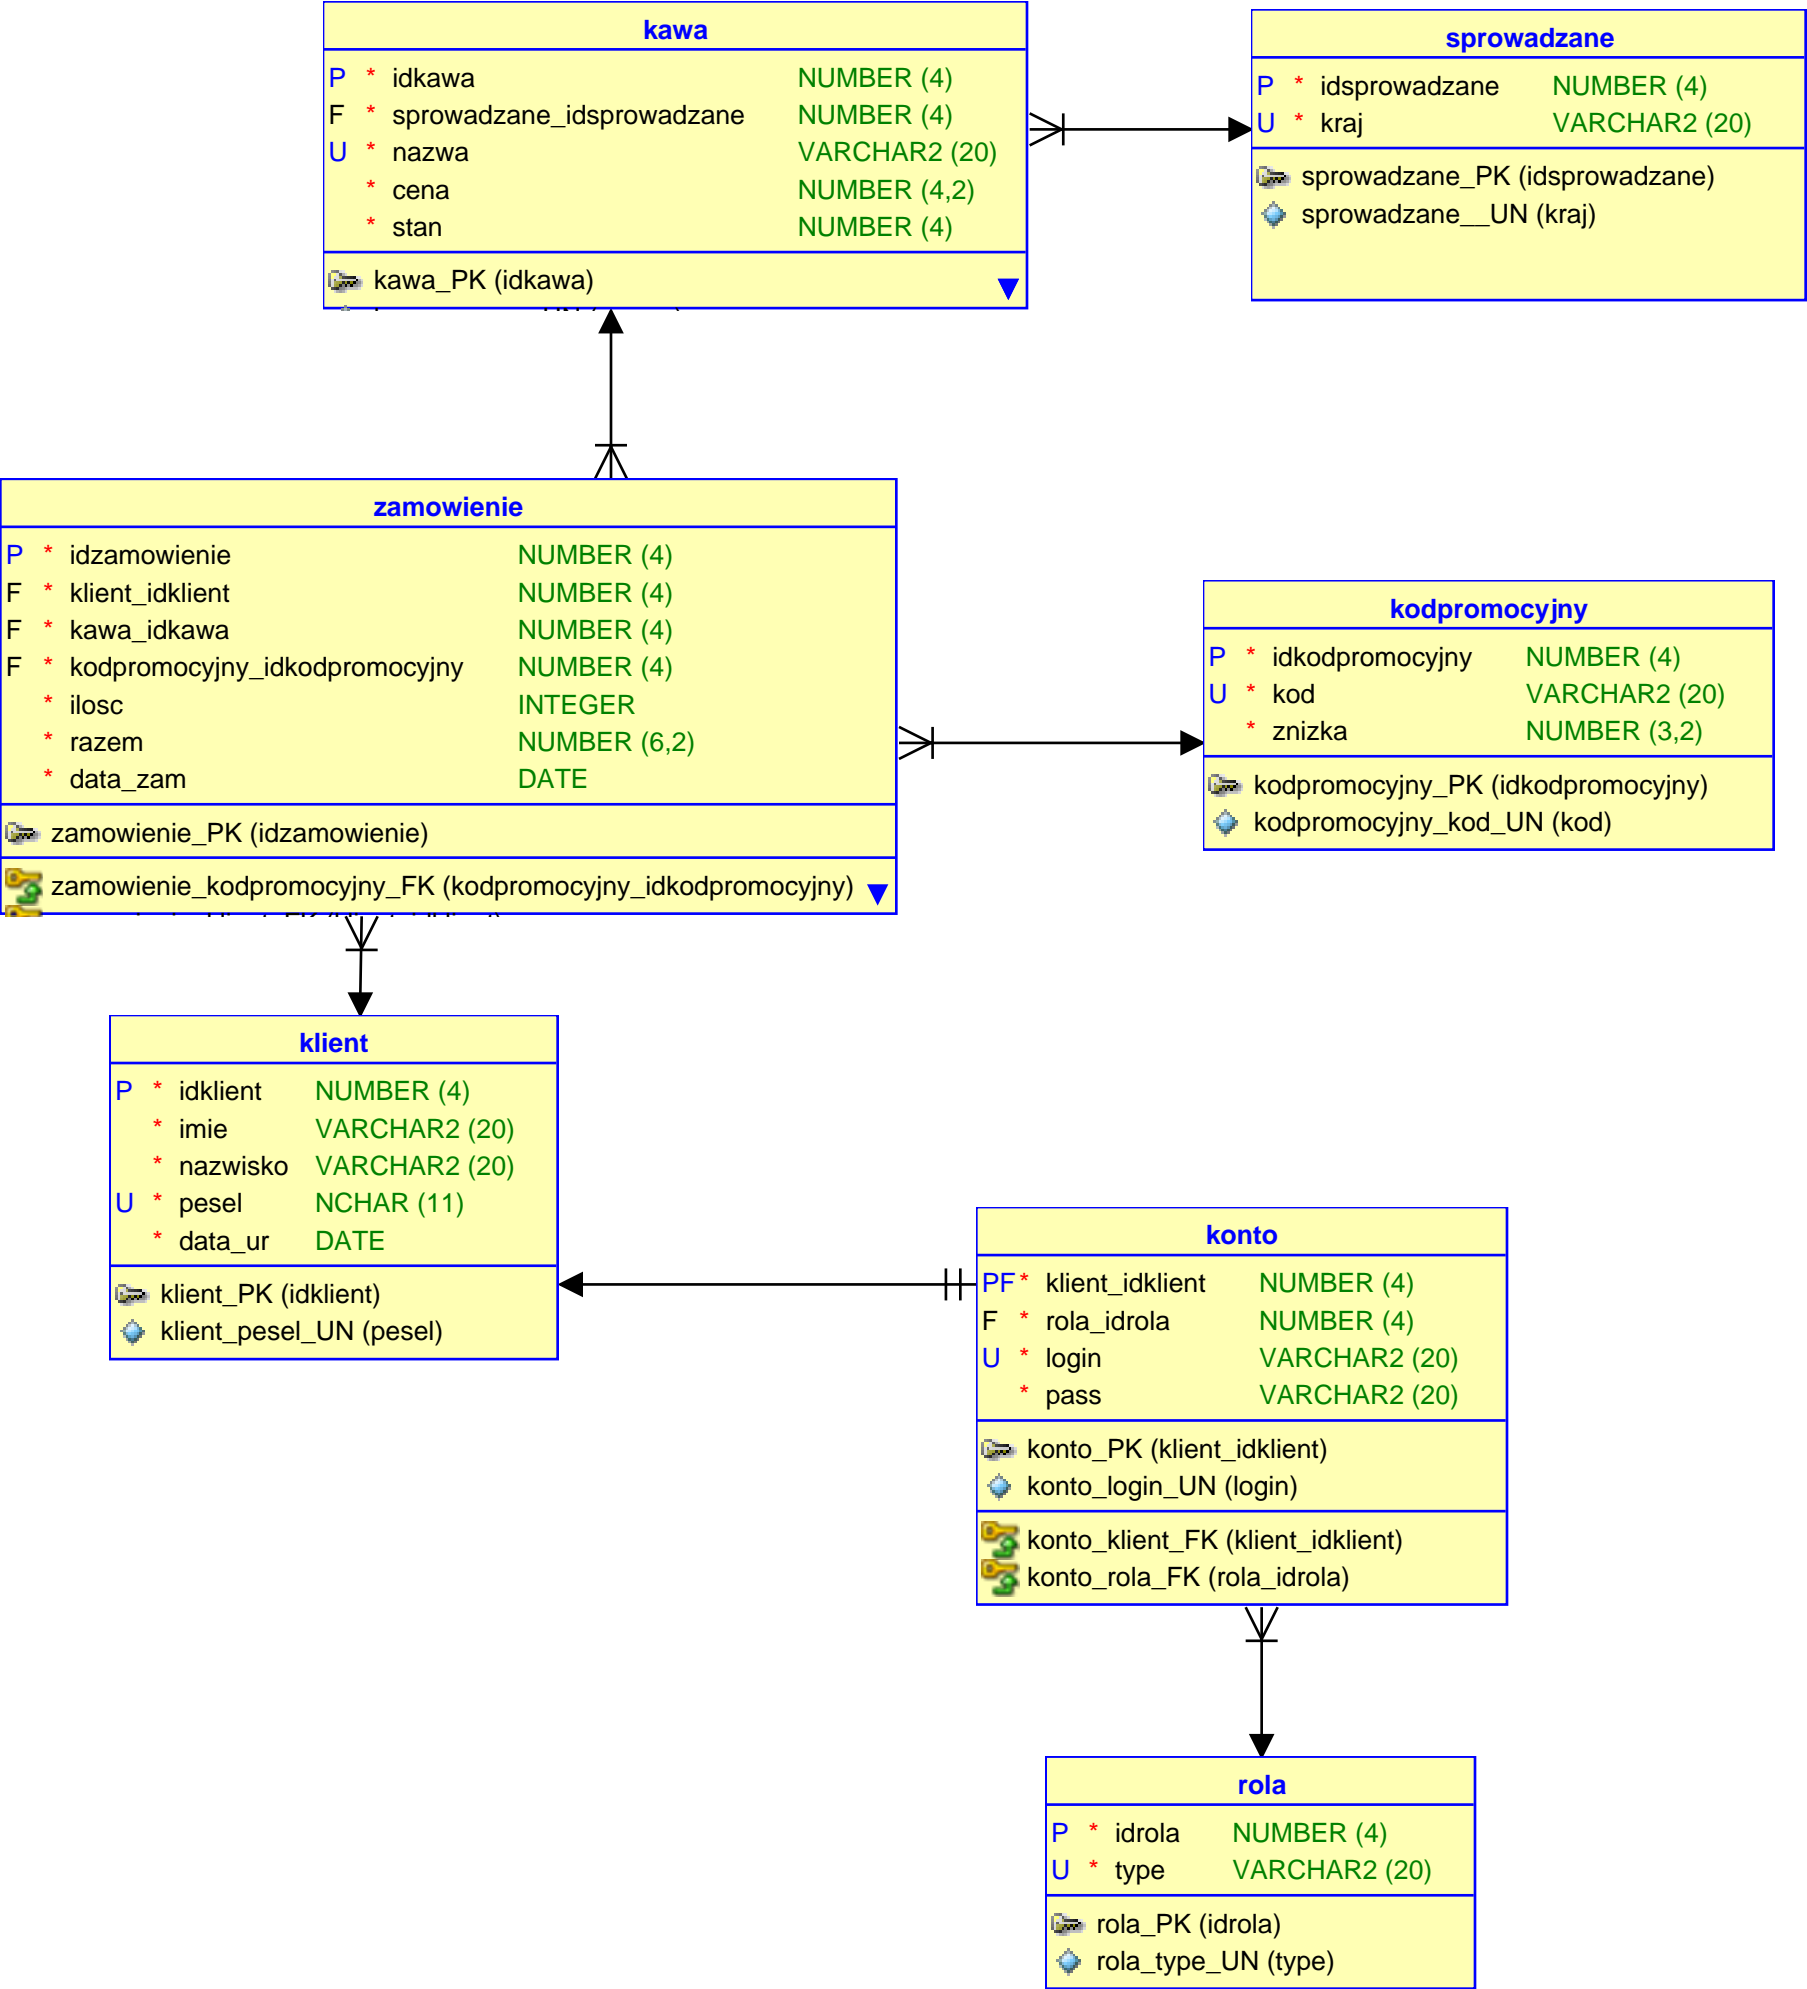 kawa
P * idkawa NUMBER (4)
F * sprowadzane_idsprowadzane NUMBER (4)
U * nazwa VARCHAR2 (20)
* cena NUMBER (4,2)
* stan NUMBER (4)
kawa_PK (idkawa)
sprowadzane
P * idsprowadzane NUMBER (4)
U * kraj VARCHAR2 (20)
sprowadzane_PK (idsprowadzane)
sprowadzane__UN (kraj)
zamowienie
P * idzamowienie NUMBER (4)
F * klient_idklient NUMBER (4)
F * kawa_idkawa NUMBER (4)
F * kodpromocyjny_idkodpromocyjny NUMBER (4)
* ilosc INTEGER
* razem NUMBER (6,2)
* data_zam DATE
zamowienie_PK (idzamowienie)
zamowienie_kodpromocyjny_FK (kodpromocyjny_idkodpromocyjny)
kodpromocyjny
P * idkodpromocyjny NUMBER (4)
U * kod VARCHAR2 (20)
* znizka NUMBER (3,2)
kodpromocyjny_PK (idkodpromocyjny)
kodpromocyjny_kod_UN (kod)
klient
P * idklient NUMBER (4)
* imie VARCHAR2 (20)
* nazwisko VARCHAR2 (20)
U * pesel NCHAR (11)
* data_ur DATE
klient_PK (idklient)
klient_pesel_UN (pesel)
konto
PF * klient_idklient NUMBER (4)
F * rola_idrola NUMBER (4)
U * login VARCHAR2 (20)
* pass VARCHAR2 (20)
konto_PK (klient_idklient)
konto_login_UN (login)
konto_klient_FK (klient_idklient)
konto_rola_FK (rola_idrola)
rola
P * idrola NUMBER (4)
U * type VARCHAR2 (20)
rola_PK (idrola)
rola_type_UN (type)